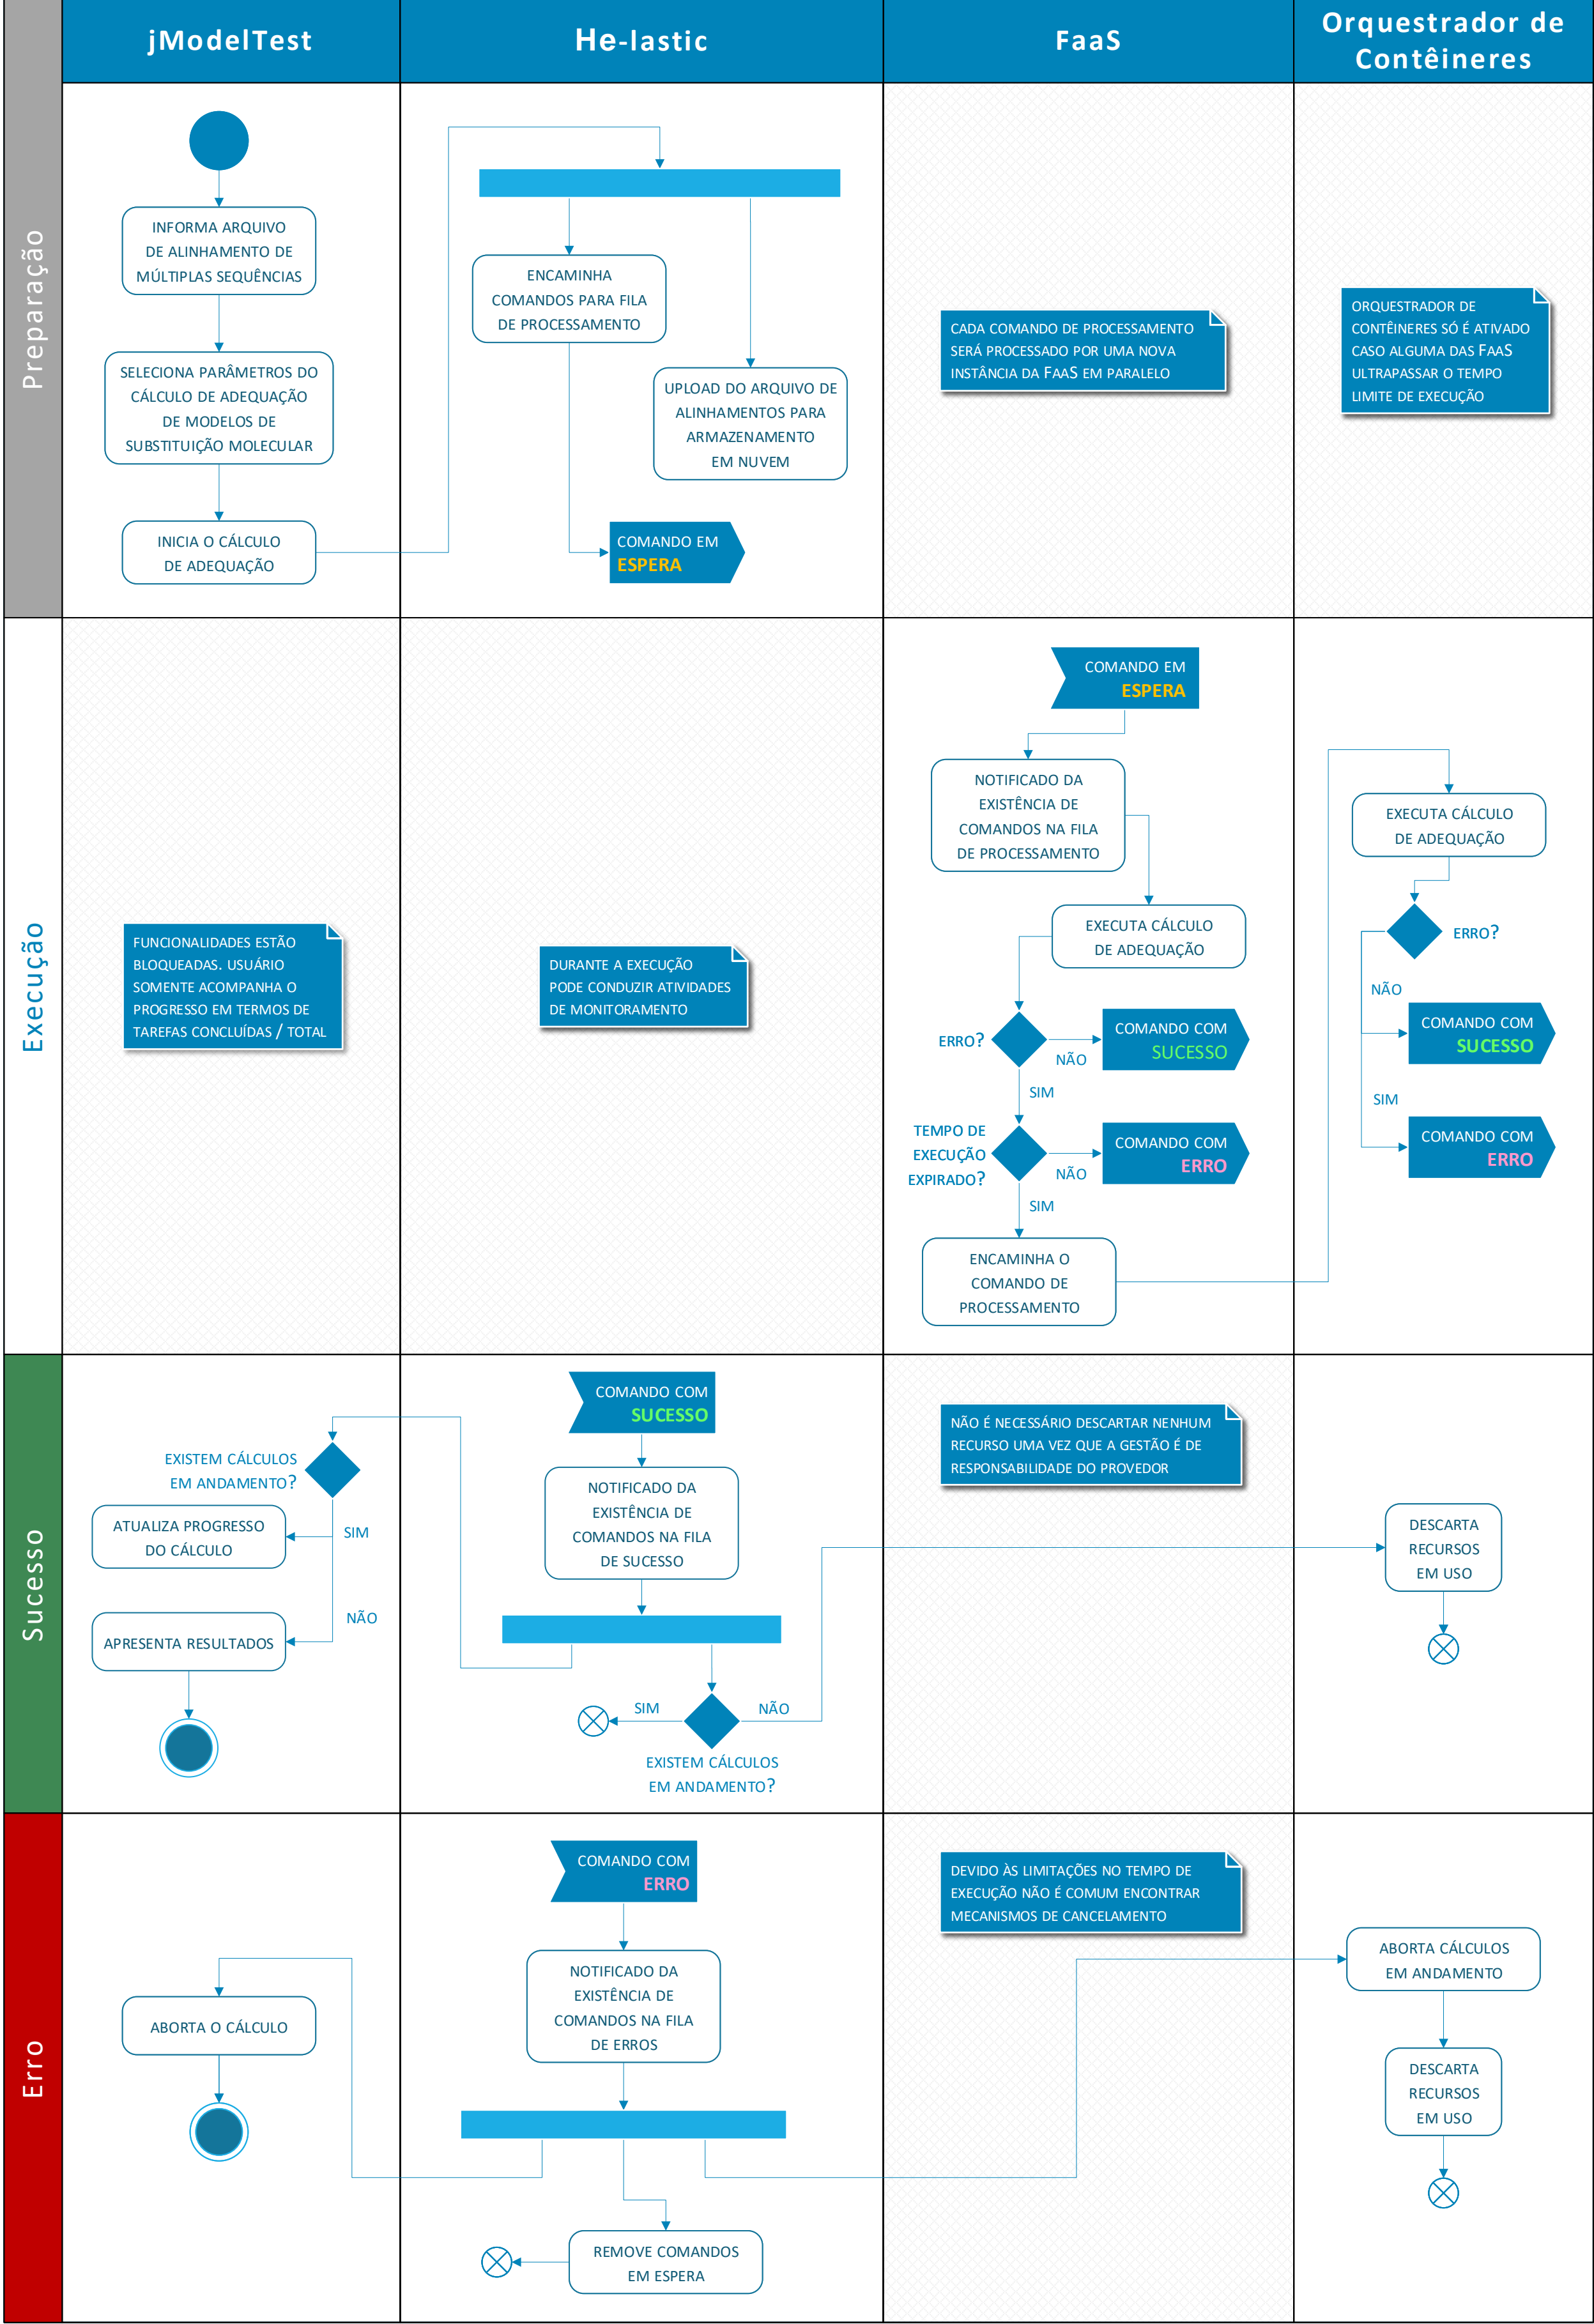 jModelTest
He-lastic
FaaS
Orquestrador de
Contêineres
Preparação
INFORMA ARQUIVO
DE ALINHAMENTO DE
MÚLTIPLAS SEQUÊNCIAS
SELECIONA PARÂMETROS DO
CÁLCULO DE ADEQUAÇÃO
DE MODELOS DE
SUBSTITUIÇÃO MOLECULAR
INICIA O CÁLCULO
DE ADEQUAÇÃO
ENCAMINHA
COMANDOS PARA FILA
DE PROCESSAMENTO
UPLOAD DO ARQUIVO DE
ALINHAMENTOS PARA
ARMAZENAMENTO
EM NUVEM
COMANDO EM
ESPERA
CADA COMANDO DE PROCESSAMENTO
SERÁ PROCESSADO POR UMA NOVA
INSTÂNCIA DA FAAS EM PARALELO
ORQUESTRADOR DE
CONTÊINERES SÓ É ATIVADO
CASO ALGUMA DAS FAAS
ULTRAPASSAR O TEMPO
LIMITE DE EXECUÇÃO
Execução
FUNCIONALIDADES ESTÃO
BLOQUEADAS. USUÁRIO
SOMENTE ACOMPANHA O
PROGRESSO EM TERMOS DE
TAREFAS CONCLUÍDAS / TOTAL
DURANTE A EXECUÇÃO
PODE CONDUZIR ATIVIDADES
DE MONITORAMENTO
COMANDO EM
ESPERA
NOTIFICADO DA
EXISTÊNCIA DE
COMANDOS NA FILA
DE PROCESSAMENTO
EXECUTA CÁLCULO
DE ADEQUAÇÃO
ERRO?
NÃO
COMANDO COM
SUCESSO
SIM
TEMPO DE
EXECUÇÃO
EXPIRADO?
NÃO
COMANDO COM
ERRO
SIM
ENCAMINHA O
COMANDO DE
PROCESSAMENTO
EXECUTA CÁLCULO
DE ADEQUAÇÃO
ERRO?
NÃO
COMANDO COM
SUCESSO
SIM
COMANDO COM
ERRO
Sucesso
EXISTEM CÁLCULOS
EM ANDAMENTO?
ATUALIZA PROGRESSO
DO CÁLCULO
SIM
NÃO
APRESENTA RESULTADOS
COMANDO COM
SUCESSO
NOTIFICADO DA
EXISTÊNCIA DE
COMANDOS NA FILA
DE SUCESSO
SIM
NÃO
EXISTEM CÁLCULOS
EM ANDAMENTO?
NÃO É NECESSÁRIO DESCARTAR NENHUM
RECURSO UMA VEZ QUE A GESTÃO É DE
RESPONSABILIDADE DO PROVEDOR
DESCARTA
RECURSOS
EM USO
Erro
ABORTA O CÁLCULO
COMANDO COM
ERRO
NOTIFICADO DA
EXISTÊNCIA DE
COMANDOS NA FILA
DE ERROS
REMOVE COMANDOS
EM ESPERA
DEVIDO ÀS LIMITAÇÕES NO TEMPO DE
EXECUÇÃO NÃO É COMUM ENCONTRAR
MECANISMOS DE CANCELAMENTO
ABORTA CÁLCULOS
EM ANDAMENTO
DESCARTA
RECURSOS
EM USO